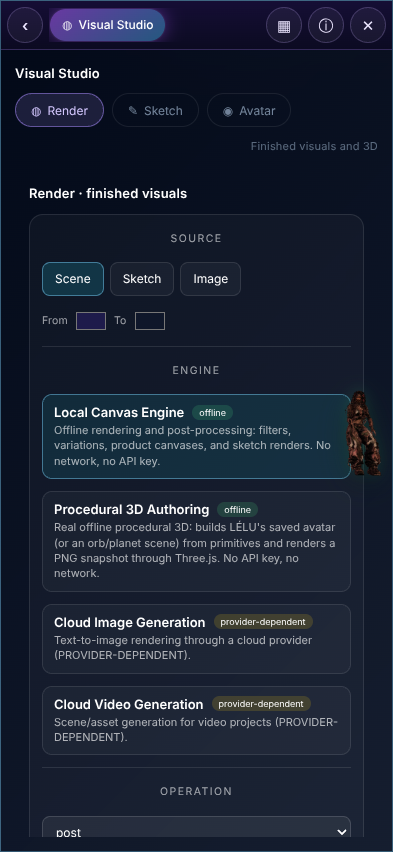 Visual Studio
Visual Studio
Render
Sketch
Avatar
Finished visuals and 3D
Render · finished visuals
SOURCE
Scene
Sketch
Image
From
To
ENGINE
Local Canvas Engine offline
Offline rendering and post-processing: filters,
variations, product canvases, and sketch renders. No
network, no API key.
Procedural 3D Authoring offline
Real offline procedural 3D: builds LÉLU's saved avatar
(or an orb/planet scene) from primitives and renders a
PNG snapshot through Three.js. No API key, no
network.
Cloud Image Generation provider-dependent
Text-to-image rendering through a cloud provider
(PROVIDER-DEPENDENT).
Cloud Video Generation provider-dependent
Scene/asset generation for video projects (PROVIDER-
DEPENDENT).
OPERATION
post